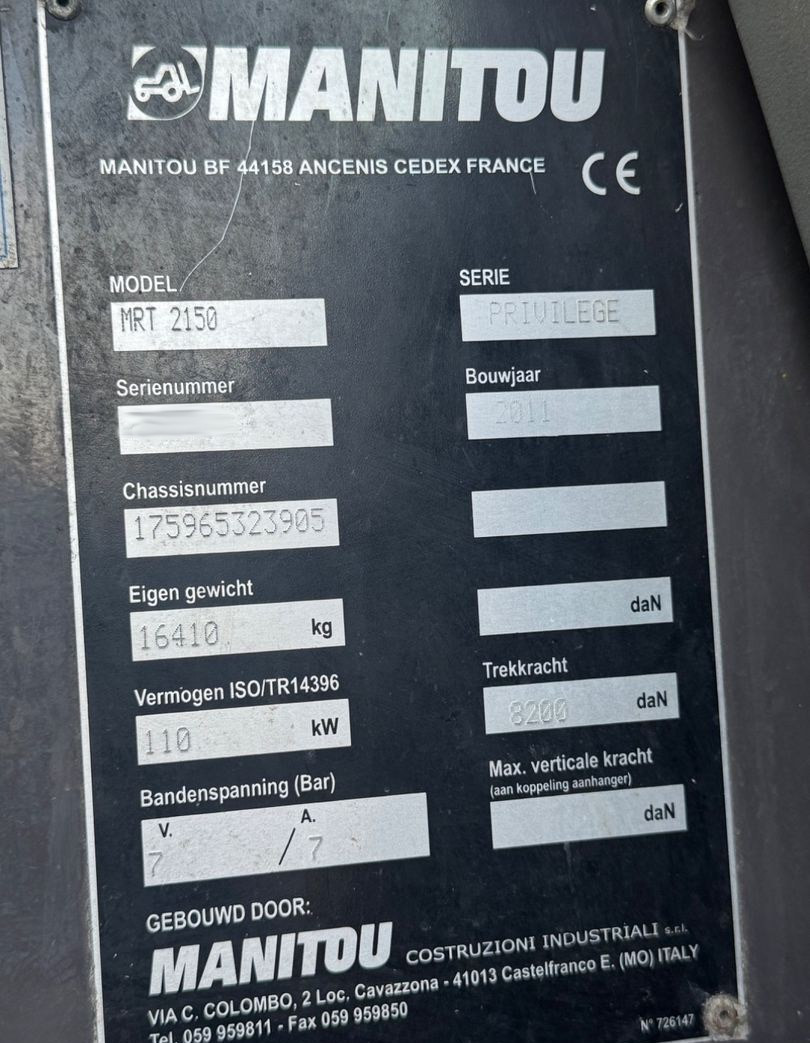 MANITOU
MANITOU BF 44158 ANCENIS CEDEX FRANCE CE
MODEL
MRT 2150
SERIE
PRIVILEGE
Serienummer
Bouwjaar
2011
Chassisnummer
175965323905
Eigen gewicht
16410 kg
daN
Vermogen ISO/TR14396
110 kW
Trekkracht
8200 daN
Bandenspanning (Bar)
V. A.
7 / 7
Max. verticale kracht
(aan koppeling aanhanger)
daN
GEBOUWD DOOR:
MANITOU COSTRUZIONI INDUSTRIALI s.r.l.
VIA C. COLOMBO, 2 Loc. Cavazzona - 41013 Castelfranco E. (MO) ITALY
Tel. 059 959811 - Fax 059 959850
N° 726147